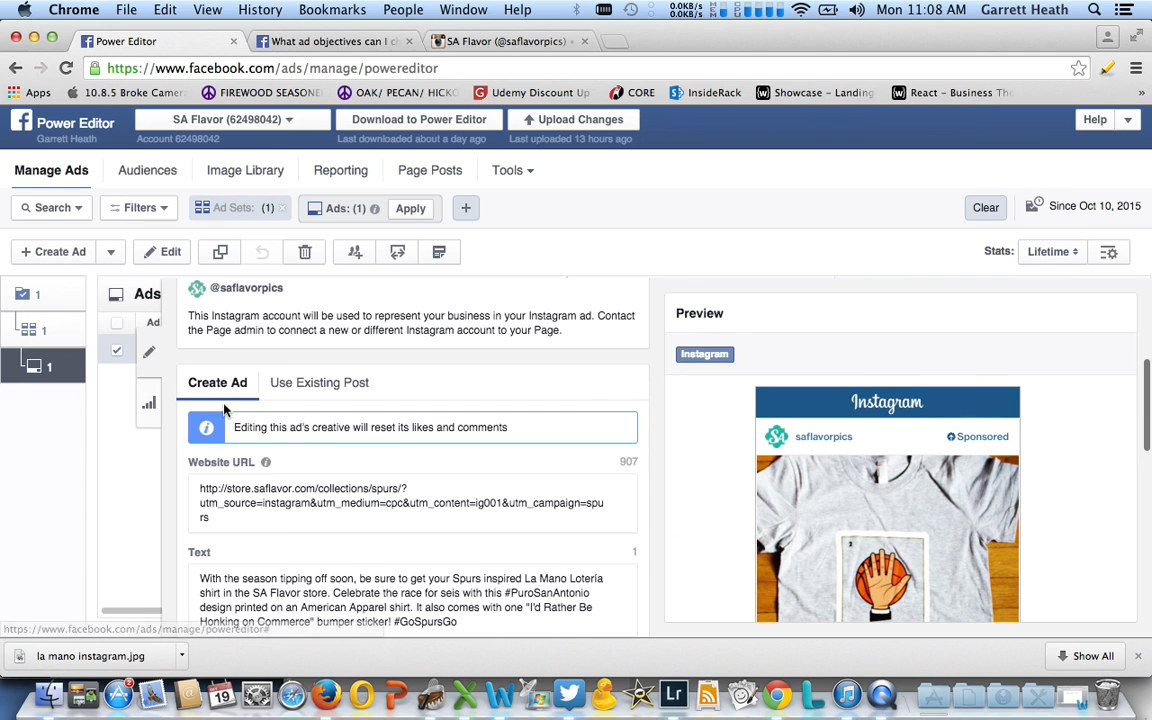 Chrome File Edit View History Bookmarks People Window Help 0.0KB/s 0.0KB/s Mon 11:08 AM Garrett Heath
Power Editor × What ad objectives can I ch × SA Flavor (@saflavorpics) • ×
https://www.facebook.com/ads/manage/powereditor
Apps 10.8.5 Broke Camer FIREWOOD SEASONE OAK/ PECAN/ HICKO Udemy Discount Up CORE InsideRack Showcase - Landing React - Business The »
Power Editor SA Flavor (62498042) Download to Power Editor Upload Changes Help
Garrett Heath Account 62498042 Last downloaded about a day ago Last uploaded 13 hours ago
Manage Ads Audiences Image Library Reporting Page Posts Tools
Search Filters Ad Sets: (1) Ads: (1) Apply + Clear Since Oct 10, 2015
+ Create Ad Edit Stats: Lifetime
1 Ads @saflavorpics
This Instagram account will be used to represent your business in your Instagram ad. Contact
the Page admin to connect a new or different Instagram account to your Page.
Ad
1
1
Preview
Instagram
Create Ad Use Existing Post
Editing this ad's creative will reset its likes and comments
Website URL 907
http://store.saflavor.com/collections/spurs/?
utm_source=instagram&utm_medium=cpc&utm_content=ig001&utm_campaign=spu
rs
Text 1
With the season tipping off soon, be sure to get your Spurs inspired La Mano Lotería
shirt in the SA Flavor store. Celebrate the race for seis with this #PuroSanAntonio
design printed on an American Apparel shirt. It also comes with one "I'd Rather Be
Honking on Commerce" bumper sticker! #GoSpursGo
Instagram
saflavorpics Sponsored
https://www.facebook.com/ads/manage/powereditor#
la mano instagram.jpg Show All ×
2 19 Lr